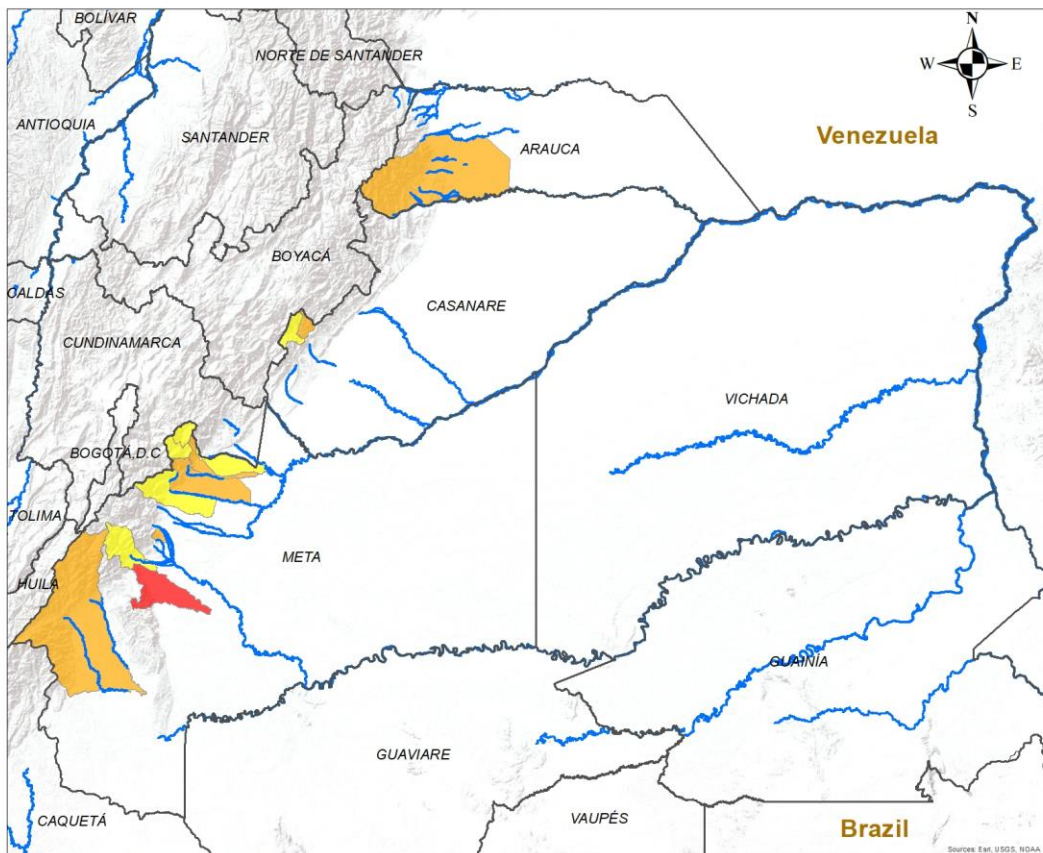 BOLÍVAR
NORTE DE SANTANDER
N
W
E
S
ANTIOQUIA
SANTANDER
ARAUCA
Venezuela
BOYACÁ
CALDAS
CASANARE
CUNDINAMARCA
VICHADA
BOGOTÁ,D.C
TOLIMA
META
HUILA
GUAINÍA
GUAVIARE
CAQUETÁ
VAUPÉS
Brazil
Sources: Esri, USGS, NOAA